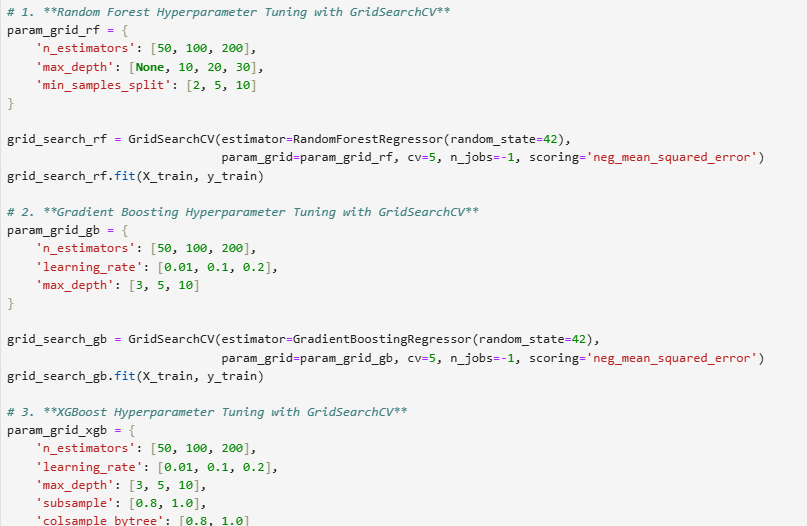 # 1. **Random Forest Hyperparameter Tuning with GridSearchCV**
param_grid_rf = {
    'n_estimators': [50, 100, 200],
    'max_depth': [None, 10, 20, 30],
    'min_samples_split': [2, 5, 10]
}

grid_search_rf = GridSearchCV(estimator=RandomForestRegressor(random_state=42),
                              param_grid=param_grid_rf, cv=5, n_jobs=-1, scoring='neg_mean_squared_error')
grid_search_rf.fit(X_train, y_train)

# 2. **Gradient Boosting Hyperparameter Tuning with GridSearchCV**
param_grid_gb = {
    'n_estimators': [50, 100, 200],
    'learning_rate': [0.01, 0.1, 0.2],
    'max_depth': [3, 5, 10]
}

grid_search_gb = GridSearchCV(estimator=GradientBoostingRegressor(random_state=42),
                              param_grid=param_grid_gb, cv=5, n_jobs=-1, scoring='neg_mean_squared_error')
grid_search_gb.fit(X_train, y_train)

# 3. **XGBoost Hyperparameter Tuning with GridSearchCV**
param_grid_xgb = {
    'n_estimators': [50, 100, 200],
    'learning_rate': [0.01, 0.1, 0.2],
    'max_depth': [3, 5, 10],
    'subsample': [0.8, 1.0],
    'colsample_bytree': [0.8, 1.0]